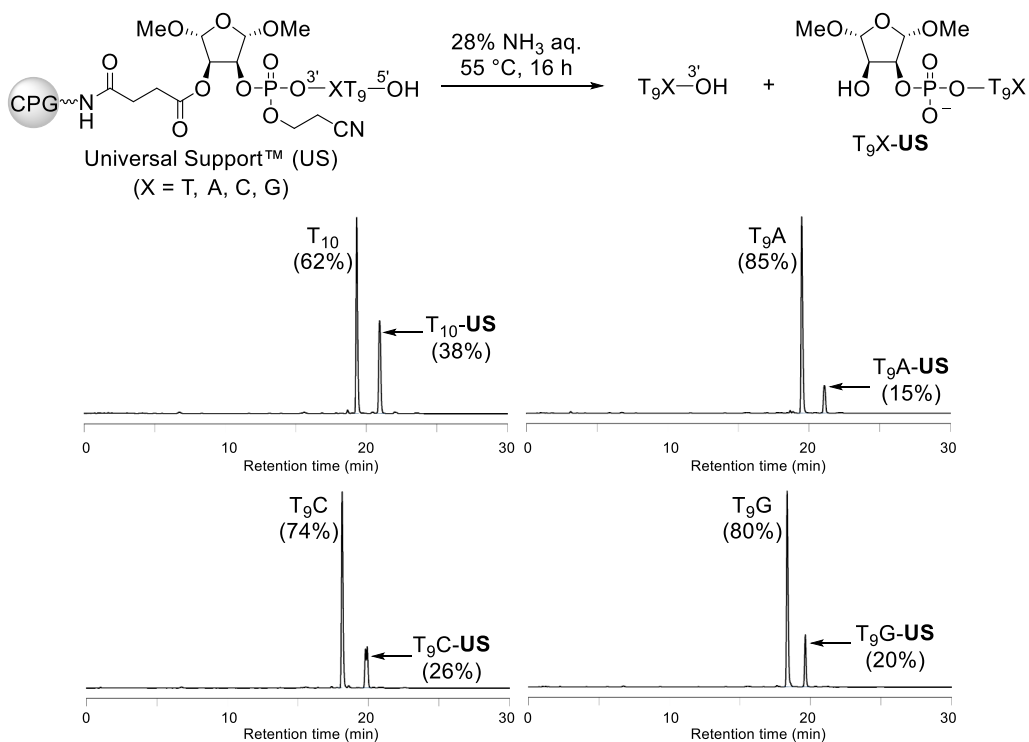 MeO O OMe
28% NH₃ aq.
55 °C, 16 h
MeO O OMe
CPG N H O O O O P O O 3' XT₉ 5' OH
O CN
T₉X 3' OH
+
HO O P O O⁻ O T₉X
Universal Support™ (US)
(X = T, A, C, G)
T₉X-US
T₁₀
(62%)
T₁₀-US
(38%)
0 10 20 30
Retention time (min)
T₉A
(85%)
T₉A-US
(15%)
0 10 20 30
Retention time (min)
T₉C
(74%)
T₉C-US
(26%)
0 10 20 30
Retention time (min)
T₉G
(80%)
T₉G-US
(20%)
0 10 20 30
Retention time (min)